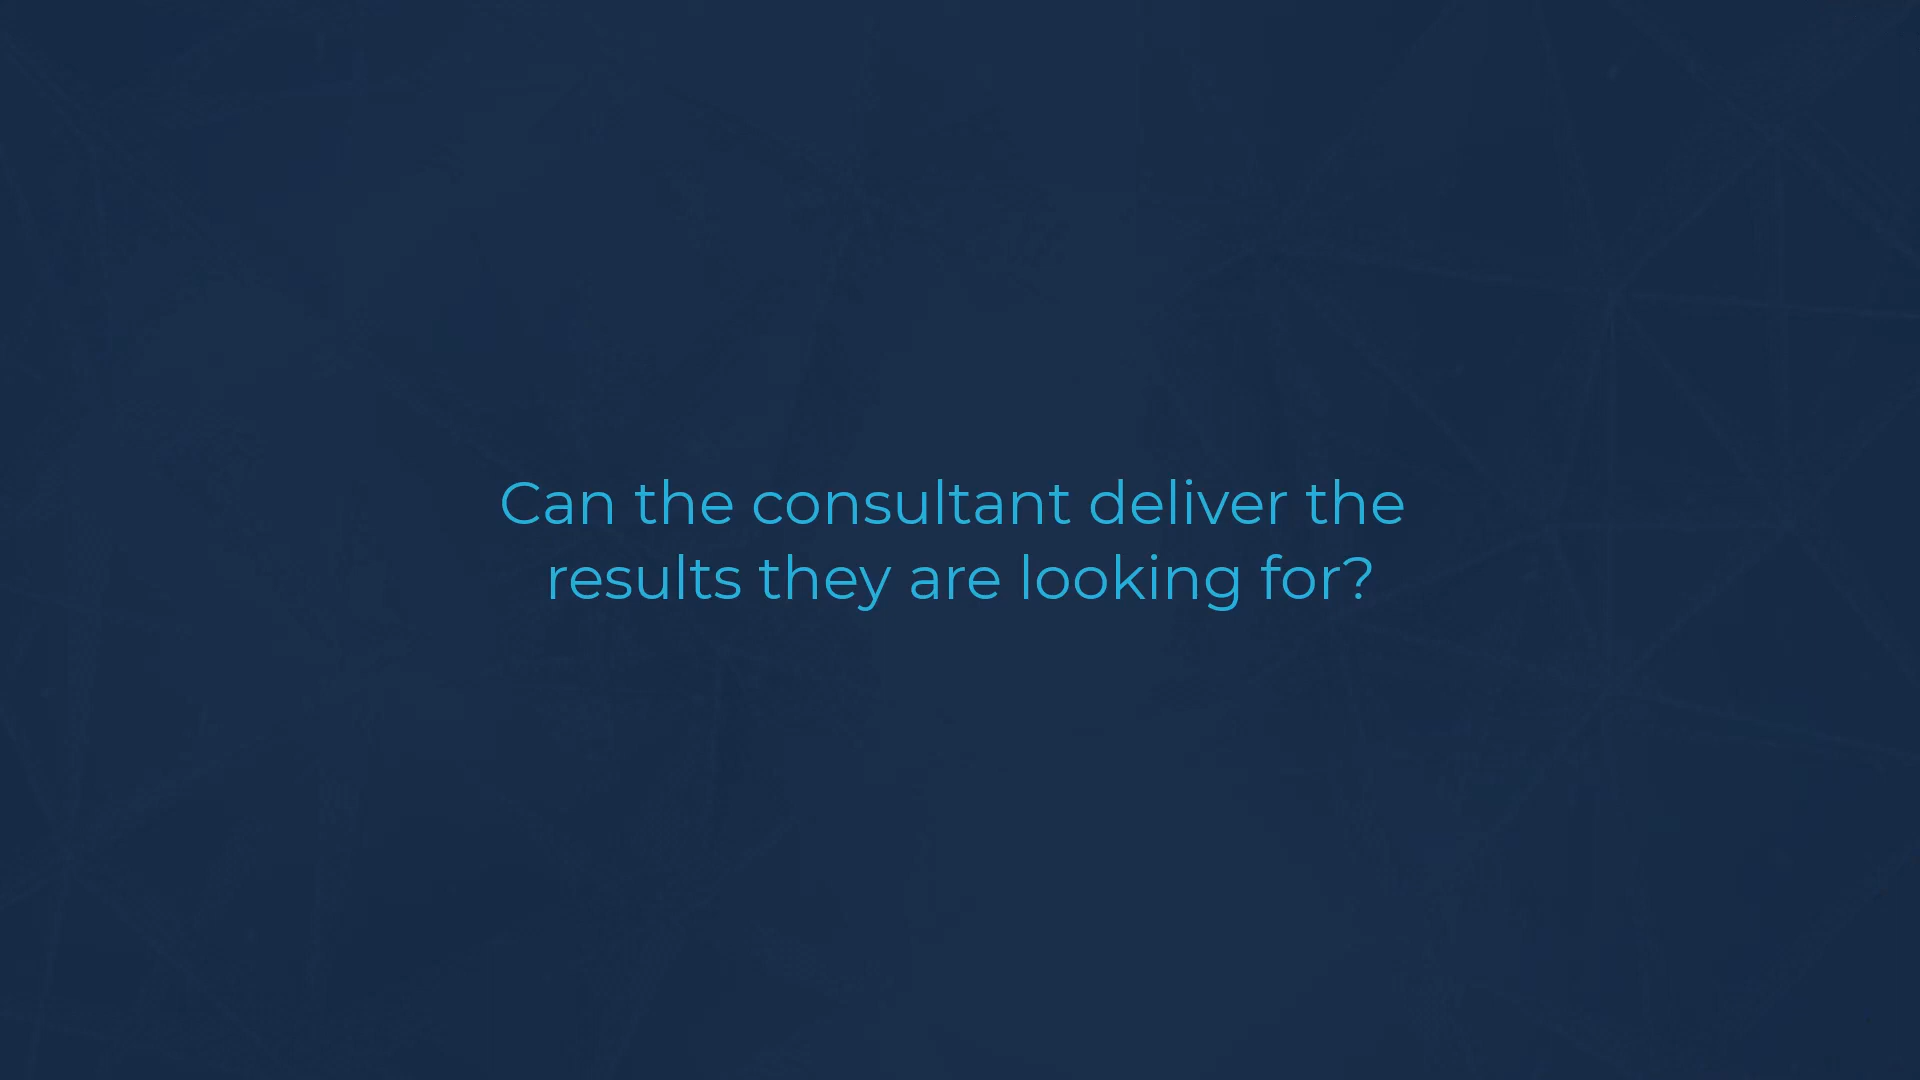 Can the consultant deliver the
results they are looking for?